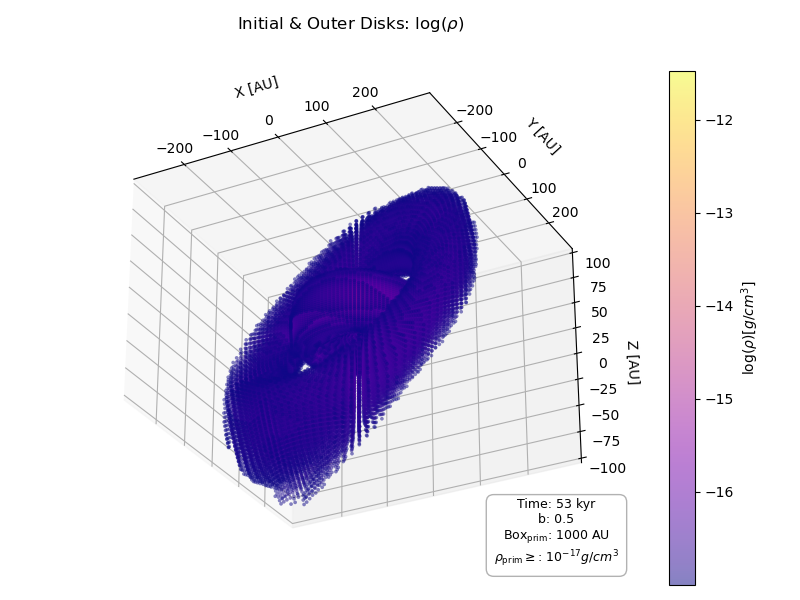 Initial & Outer Disks: log(ρ)
X [AU]
−200
−100
0
100
200
Y [AU]
−200
−100
0
100
200
100
75
50
25
0
−25
−50
−75
−100
Z [AU]
−12
−13
−14
−15
−16
log(ρ)[g/cm³]
Time: 53 kyr
b: 0.5
Box_prim: 1000 AU
ρ_prim ≥: 10⁻¹⁷g/cm³